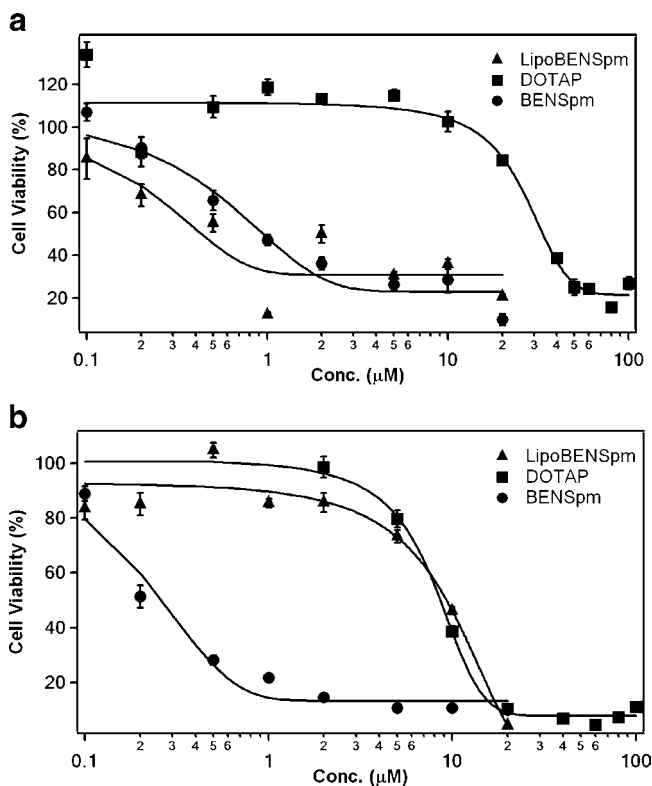 a
120
100
80
60
40
20
Cell Viability (%)
LipoBENSpm
DOTAP
BENSpm
0.1 2 3 4 5 6 1 2 3 4 5 6 10 2 3 4 5 6 100
Conc. (μM)
b
100
80
60
40
20
Cell Viability (%)
LipoBENSpm
DOTAP
BENSpm
0.1 2 3 4 5 6 1 2 3 4 5 6 10 2 3 4 5 6 100
Conc. (μM)